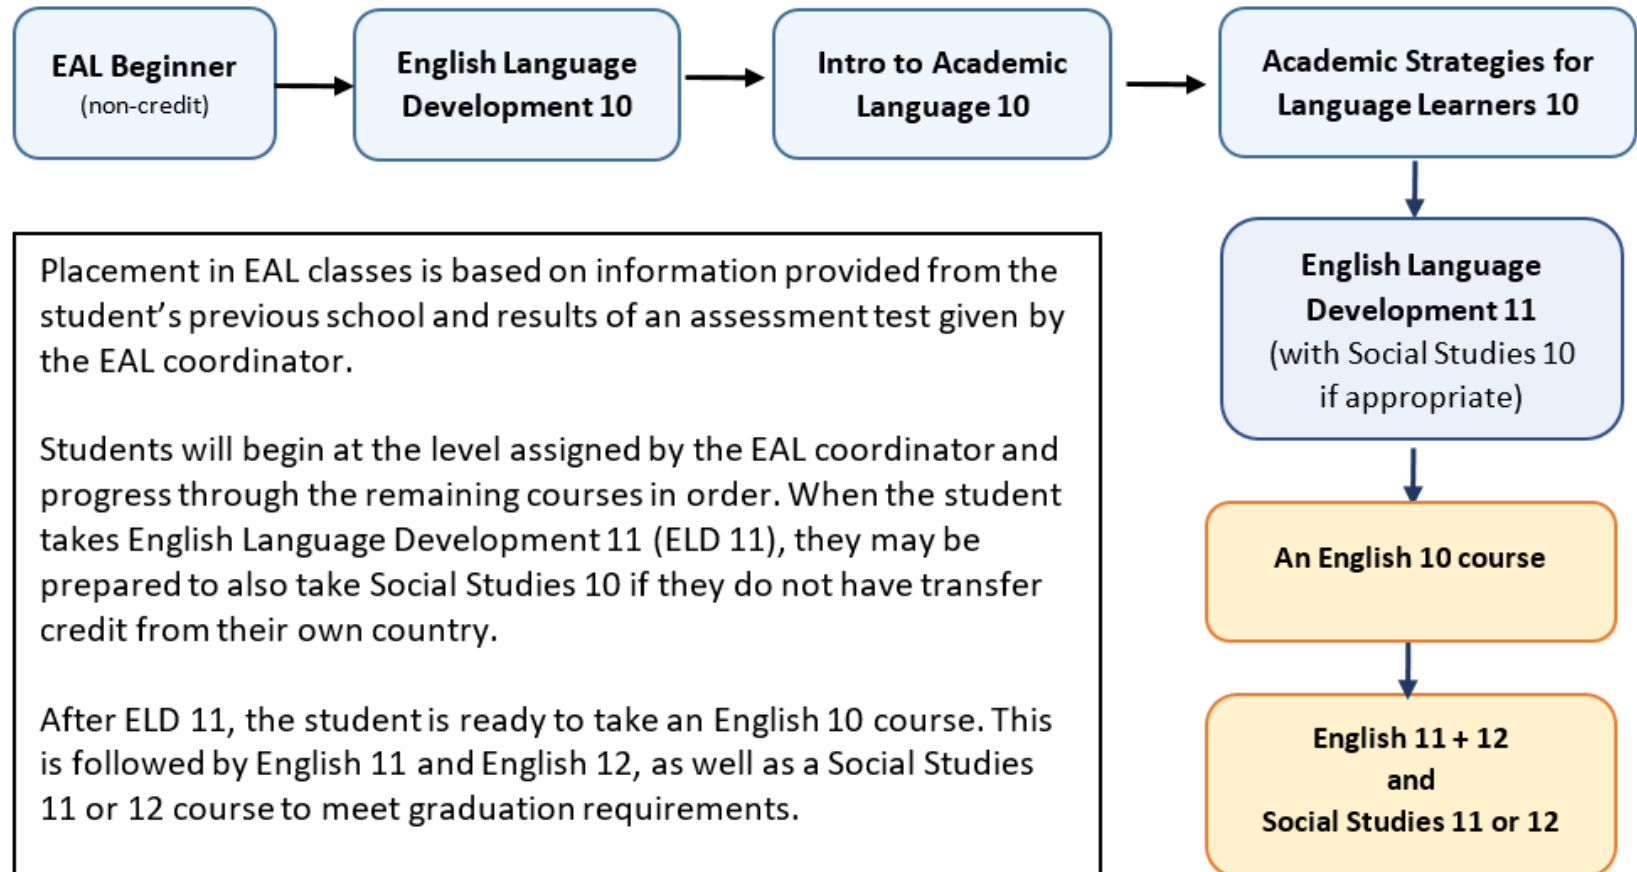 EAL Beginner
(non-credit)
English Language
Development 10
Intro to Academic
Language 10
Academic Strategies for
Language Learners 10
English Language
Development 11
(with Social Studies 10
if appropriate)
An English 10 course
English 11 + 12
and
Social Studies 11 or 12
Placement in EAL classes is based on information provided from the
student’s previous school and results of an assessment test given by
the EAL coordinator.
Students will begin at the level assigned by the EAL coordinator and
progress through the remaining courses in order. When the student
takes English Language Development 11 (ELD 11), they may be
prepared to also take Social Studies 10 if they do not have transfer
credit from their own country.
After ELD 11, the student is ready to take an English 10 course. This
is followed by English 11 and English 12, as well as a Social Studies
11 or 12 course to meet graduation requirements.